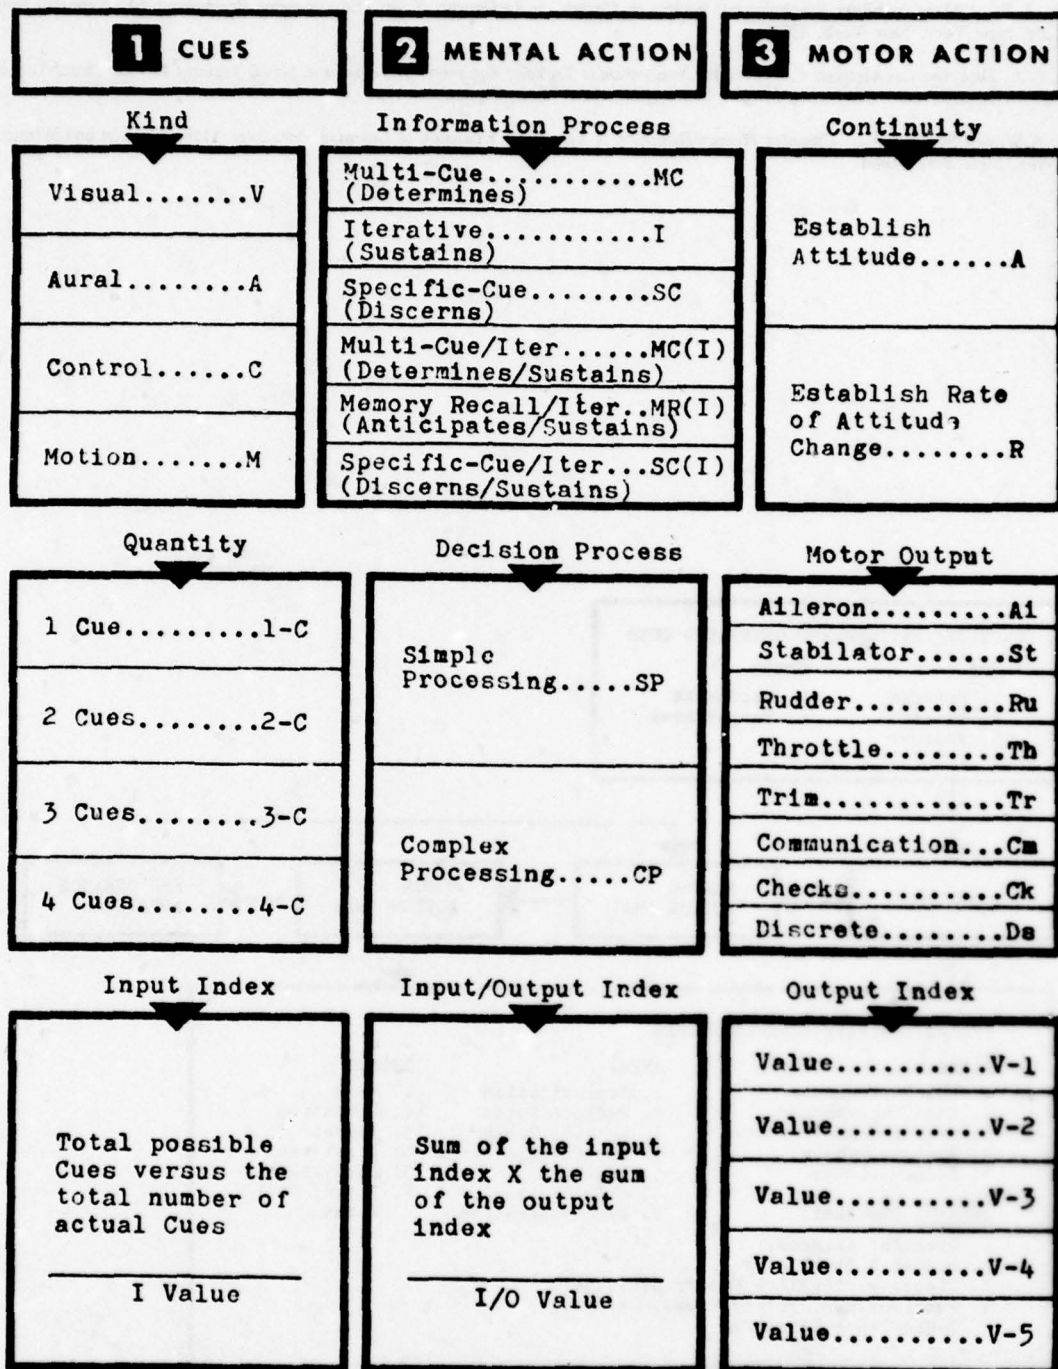 1 CUES
2 MENTAL ACTION
3 MOTOR ACTION
Kind
Visual.......V
Aural........A
Control......C
Motion.......M
Information Process
Multi-Cue...........MC
(Determines)
Iterative...........I
(Sustains)
Specific-Cue........SC
(Discerns)
Multi-Cue/Iter......MC(I)
(Determines/Sustains)
Memory Recall/Iter..MR(I)
(Anticipates/Sustains)
Specific-Cue/Iter...SC(I)
(Discerns/Sustains)
Continuity
Establish
Attitude......A
Establish Rate
of Attitude
Change........R
Quantity
1 Cue.........1-C
2 Cues........2-C
3 Cues........3-C
4 Cues........4-C
Decision Process
Simple
Processing.....SP
Complex
Processing.....CP
Motor Output
Aileron.........Ai
Stabilator......St
Rudder..........Ru
Throttle........Th
Trim............Tr
Communication...Cm
Checks..........Ck
Discrete........Ds
Input Index
Total possible
Cues versus the
total number of
actual Cues
I Value
Input/Output Index
Sum of the input
index X the sum
of the output
index
I/O Value
Output Index
Value..........V-1
Value..........V-2
Value..........V-3
Value..........V-4
Value..........V-5